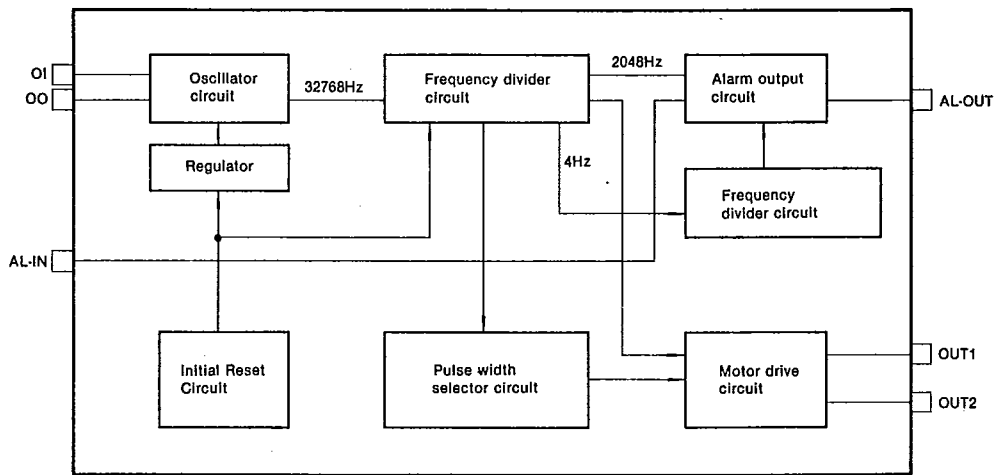 O1
OO
Oscillator
circuit
32768Hz
Frequency divider
circuit
2048Hz
Alarm output
circuit
AL-OUT
Regulator
4Hz
Frequency
divider circuit
AL-IN
Initial Reset
Circuit
Pulse width
selector circuit
Motor drive
circuit
OUT1
OUT2